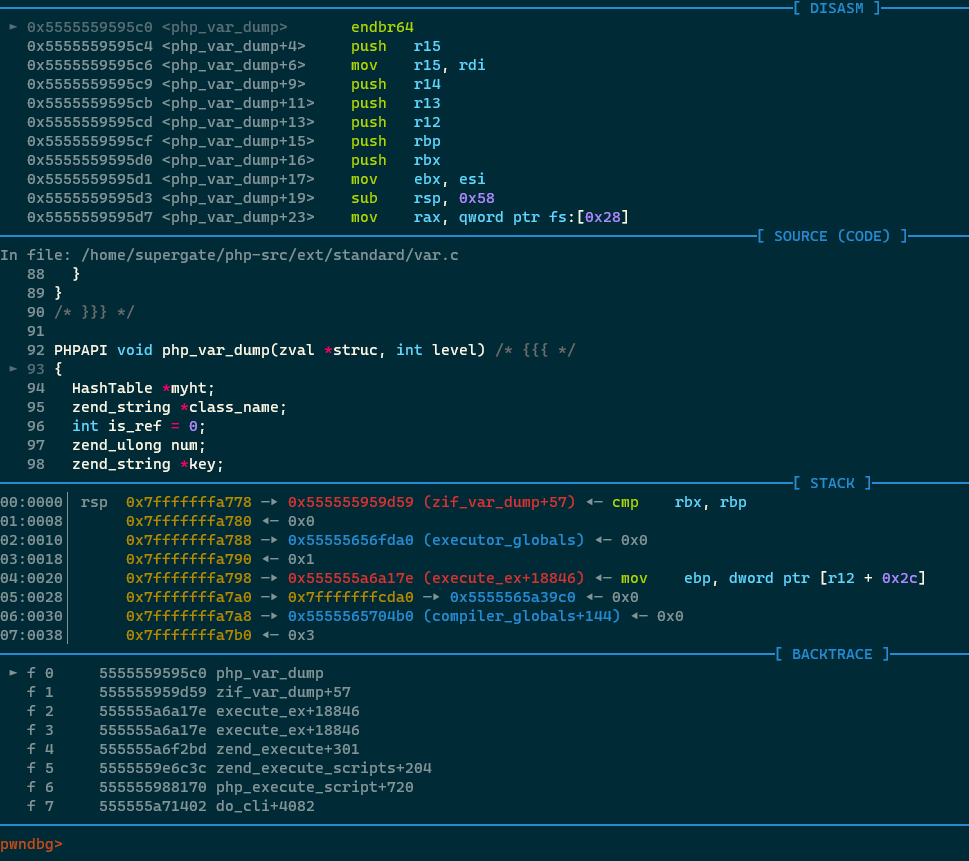 [ DISASM ]
► 0x5555559595c0 <php_var_dump> endbr64
0x5555559595c4 <php_var_dump+4> push r15
0x5555559595c6 <php_var_dump+6> mov r15, rdi
0x5555559595c9 <php_var_dump+9> push r14
0x5555559595cb <php_var_dump+11> push r13
0x5555559595cd <php_var_dump+13> push r12
0x5555559595cf <php_var_dump+15> push rbp
0x5555559595d0 <php_var_dump+16> push rbx
0x5555559595d1 <php_var_dump+17> mov ebx, esi
0x5555559595d3 <php_var_dump+19> sub rsp, 0x58
0x5555559595d7 <php_var_dump+23> mov rax, qword ptr fs:[0x28]
[ SOURCE (CODE) ]
In file: /home/supergate/php-src/ext/standard/var.c
88 }
89 }
90 /* }}} */
91
92 PHPAPI void php_var_dump(zval *struc, int level) /* {{{ */
► 93 {
94 HashTable *myht;
95 zend_string *class_name;
96 int is_ref = 0;
97 zend_ulong num;
98 zend_string *key;
[ STACK ]
00:0000│ rsp 0x7fffffffa778 —▸ 0x555555959d59 (zif_var_dump+57) ◂— cmp rbx, rbp
01:0008│ 0x7fffffffa780 ◂— 0x0
02:0010│ 0x7fffffffa788 —▸ 0x55555656fda0 (executor_globals) ◂— 0x0
03:0018│ 0x7fffffffa790 ◂— 0x1
04:0020│ 0x7fffffffa798 —▸ 0x555555a6a17e (execute_ex+18846) ◂— mov ebp, dword ptr [r12 + 0x2c]
05:0028│ 0x7fffffffa7a0 —▸ 0x7fffffffcda0 —▸ 0x5555565a39c0 ◂— 0x0
06:0030│ 0x7fffffffa7a8 —▸ 0x5555565704b0 (compiler_globals+144) ◂— 0x0
07:0038│ 0x7fffffffa7b0 ◂— 0x3
[ BACKTRACE ]
► f 0 5555559595c0 php_var_dump
f 1 555555959d59 zif_var_dump+57
f 2 555555a6a17e execute_ex+18846
f 3 555555a6a17e execute_ex+18846
f 4 555555a6f2bd zend_execute+301
f 5 5555559e6c3c zend_execute_scripts+204
f 6 555555988170 php_execute_script+720
f 7 555555a71402 do_cli+4082
pwndbg>